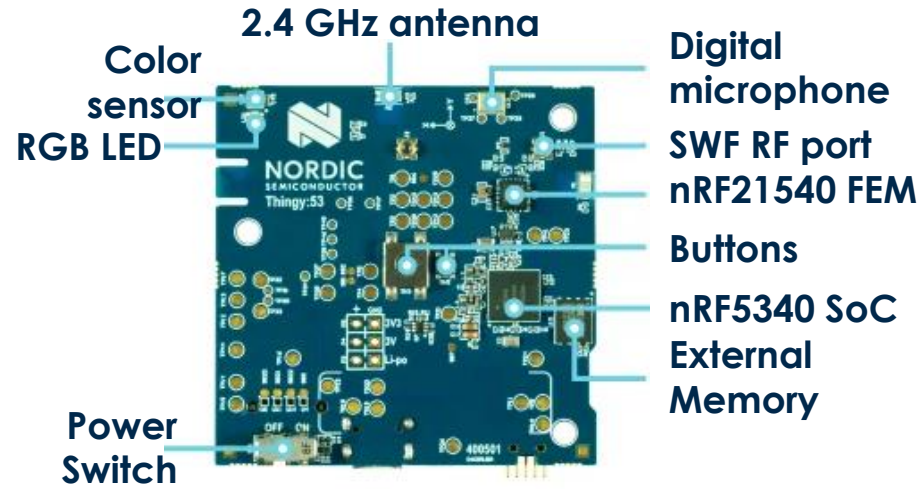 2.4 GHz antenna
Color
sensor
RGB LED
Digital
microphone
SWF RF port
nRF21540 FEM
Buttons
nRF5340 SoC
External
Memory
Power
Switch
NORDIC
SEMICONDUCTOR
Thingy:53
GND
3V3
3V
Li-po
OFF ON
400501